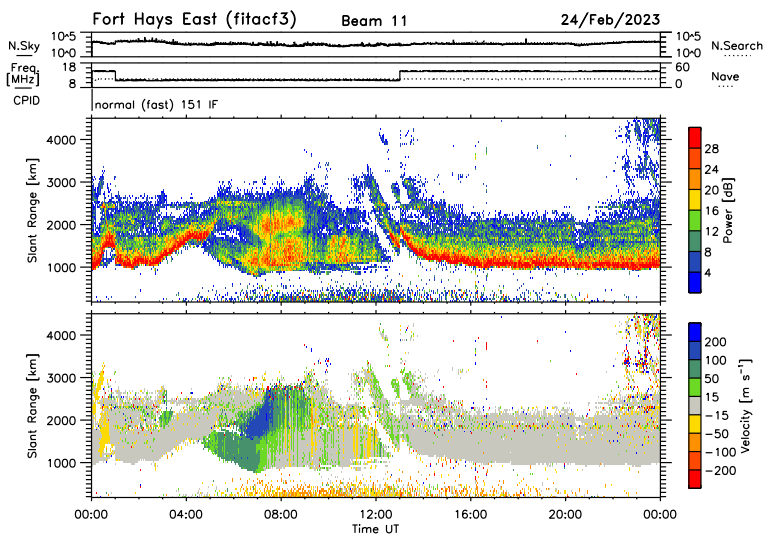 Fort Hays East (fitacf3) Beam 11 24/Feb/2023
N.Sky 10^5 10^0 10^5 10^0 N.Search
Freq. [MHz] 18 8 60 0 Nave
CPID normal (fast) 151 IF
Slant Range [km] 4000 3000 2000 1000
Power [dB] 28 24 20 16 12 8 4
Slant Range [km] 4000 3000 2000 1000
Velocity [m s⁻¹] 200 100 50 15 −15 −50 −100 −200
00:00 04:00 08:00 12:00 16:00 20:00 00:00
Time UT